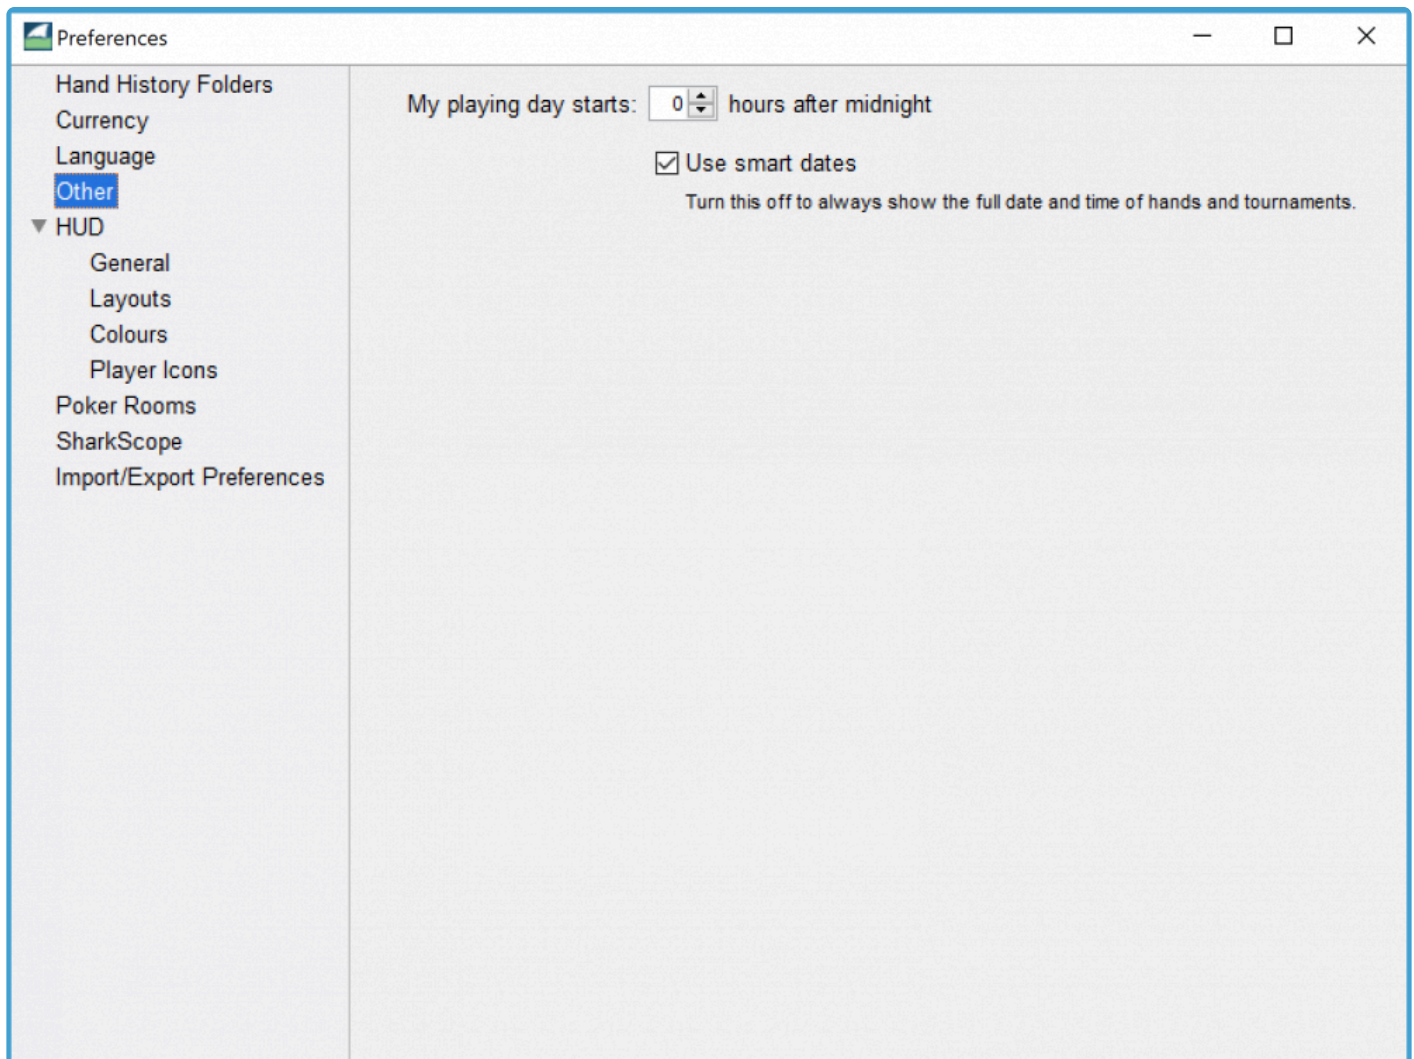 Preferences
Hand History Folders
Currency
Language
Other
HUD
General
Layouts
Colours
Player Icons
Poker Rooms
SharkScope
Import/Export Preferences
My playing day starts: 0 hours after midnight
Use smart dates
Turn this off to always show the full date and time of hands and tournaments.